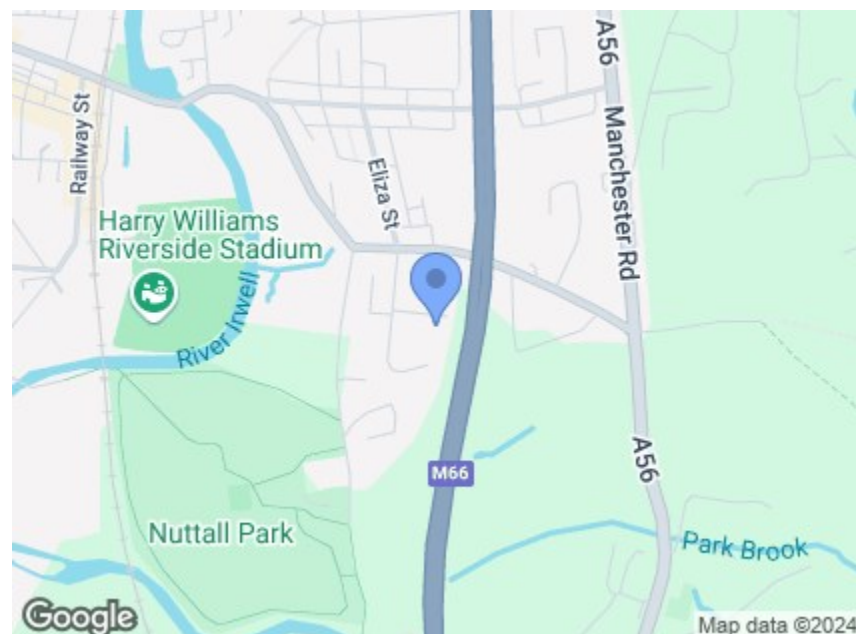 A56
Manchester Rd
Railway St
Eliza St
Harry Williams
Riverside Stadium
River Irwell
M66
A56
Nuttall Park
Park Brook
Google
Map data ©2024